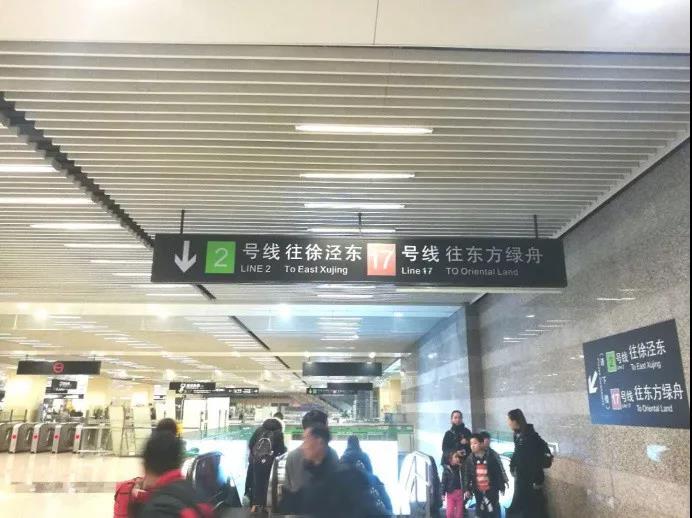 2 号线 往徐泾东 17 号线 往东方绿舟
LINE 2 To East Xujing Line 17 TO Oriental Land
2 号线 往徐泾东
To East Xujing
17 号线 往东方绿舟
To Oriental Land